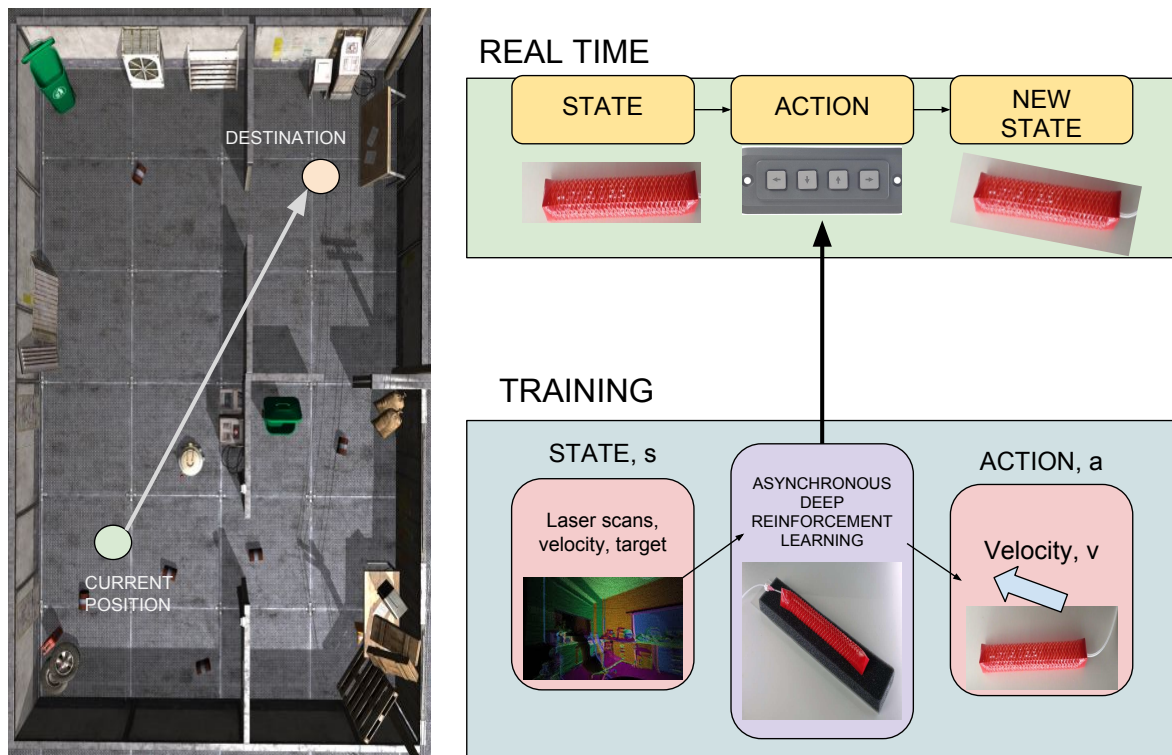 DESTINATION
CURRENT
POSITION
REAL TIME
STATE
ACTION
NEW
STATE
TRAINING
STATE, s
Laser scans,
velocity, target
ASYNCHRONOUS
DEEP
REINFORCEMENT
LEARNING
ACTION, a
Velocity, v